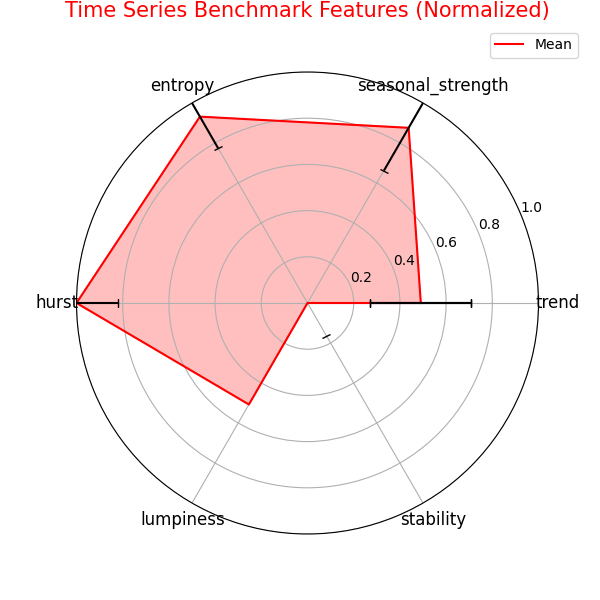 Time Series Benchmark Features (Normalized)
Mean
entropy
seasonal_strength
1.0
0.8
0.6
0.4
0.2
hurst
trend
lumpiness
stability